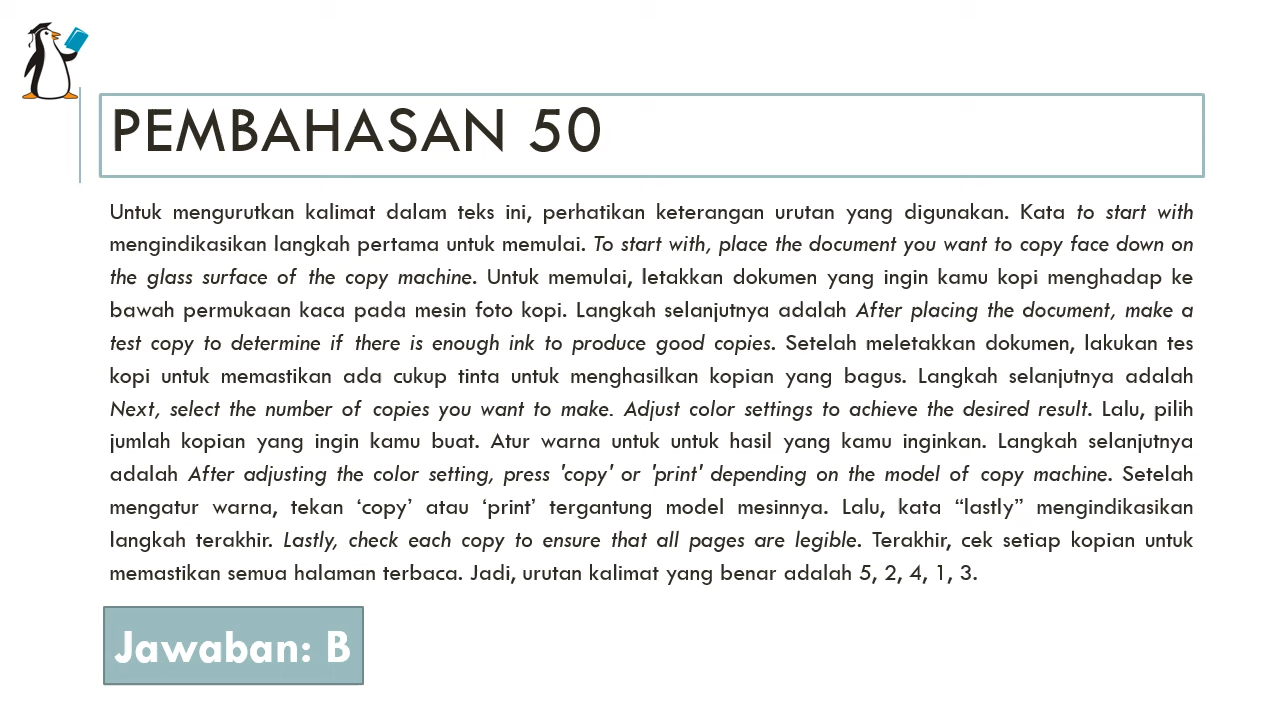 PEMBAHASAN 50
Untuk mengurutkan kalimat dalam teks ini, perhatikan keterangan urutan yang digunakan. Kata to start with
mengindikasikan langkah pertama untuk memulai. To start with, place the document you want to copy face down on
the glass surface of the copy machine. Untuk memulai, letakkan dokumen yang ingin kamu kopi menghadap ke
bawah permukaan kaca pada mesin foto kopi. Langkah selanjutnya adalah After placing the document, make a
test copy to determine if there is enough ink to produce good copies. Setelah meletakkan dokumen, lakukan tes
kopi untuk memastikan ada cukup tinta untuk menghasilkan kopian yang bagus. Langkah selanjutnya adalah
Next, select the number of copies you want to make. Adjust color settings to achieve the desired result. Lalu, pilih
jumlah kopian yang ingin kamu buat. Atur warna untuk untuk hasil yang kamu inginkan. Langkah selanjutnya
adalah After adjusting the color setting, press 'copy' or 'print' depending on the model of copy machine. Setelah
mengatur warna, tekan ‘copy’ atau ‘print’ tergantung model mesinnya. Lalu, kata “lastly” mengindikasikan
langkah terakhir. Lastly, check each copy to ensure that all pages are legible. Terakhir, cek setiap kopian untuk
memastikan semua halaman terbaca. Jadi, urutan kalimat yang benar adalah 5, 2, 4, 1, 3.
Jawaban: B